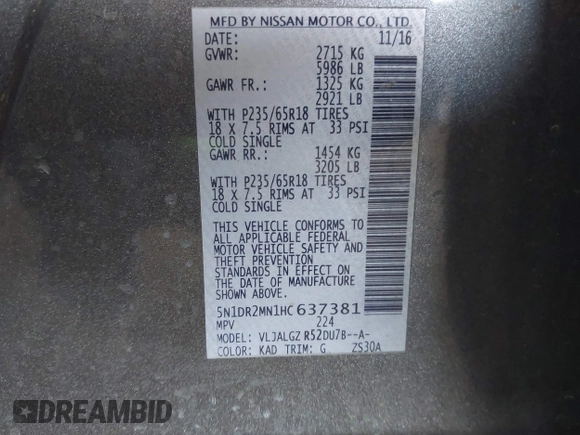 MFD BY NISSAN MOTOR CO., LTD.
DATE: 11/16
GVWR: 2715 KG
5986 LB
GAWR FR.: 1325 KG
2921 LB
WITH P235/65R18 TIRES
18 X 7.5 RIMS AT 33 PSI
COLD SINGLE
GAWR RR.: 1454 KG
3205 LB
WITH P235/65R18 TIRES
18 X 7.5 RIMS AT 33 PSI
COLD SINGLE
THIS VEHICLE CONFORMS TO
ALL APPLICABLE FEDERAL
MOTOR VEHICLE SAFETY AND
THEFT PREVENTION
STANDARDS IN EFFECT ON
THE DATE OF MANUFACTURE
SHOWN ABOVE.
5N1DR2MN1HC 637381
MPV 224
MODEL: VLJALGZ R52DU7B--A-
COLOR: KAD TRIM: G ZS30A
DREAMBID